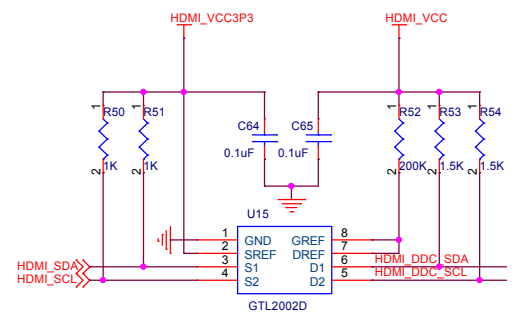 HDMI_VCC3P3 HDMI_VCC
1 R50 1 R51 1 R52 1 R53 1 R54
C64 C65
2 1K 2 1K 0.1uF 0.1uF 2 200K 2 1.5K 2 1.5K
U15
1 GND GREF 8
2 SREF DREF 7
HDMI_SDA 3 S1 D1 6 HDMI_DDC_SDA
HDMI_SCL 4 S2 D2 5 HDMI_DDC_SCL
GTL2002D